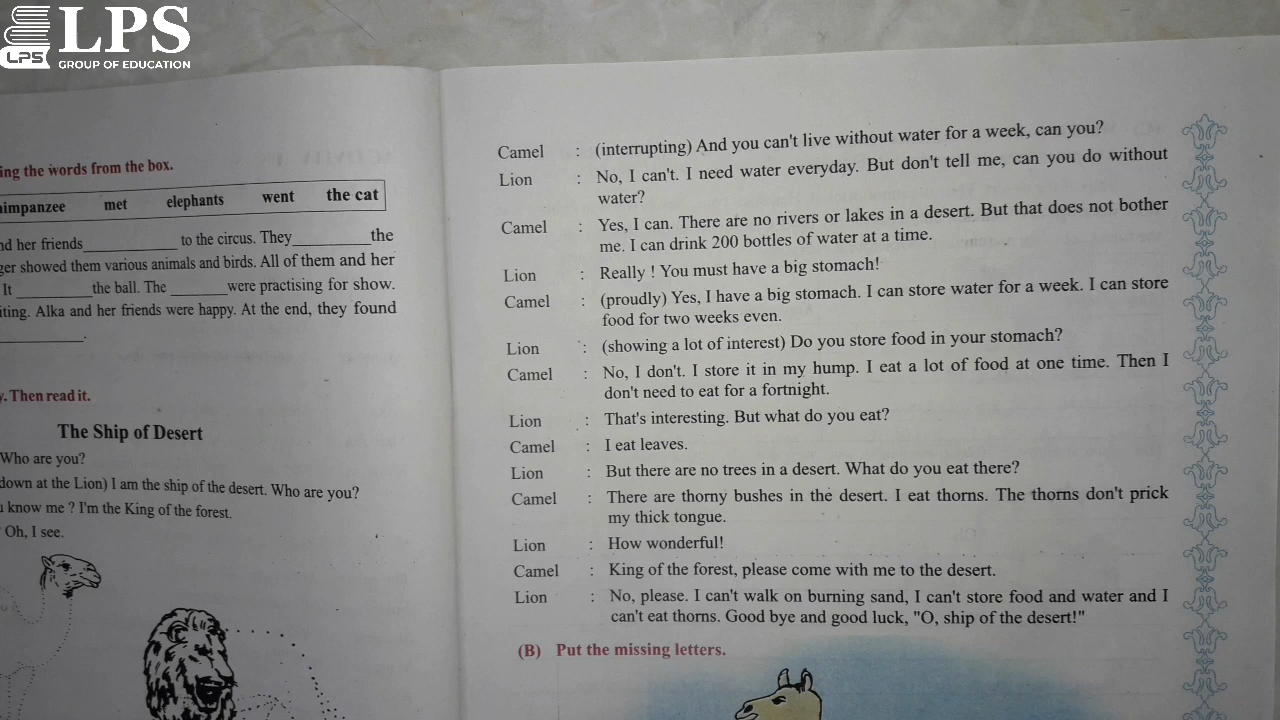 LPS
LPS
GROUP OF EDUCATION
ing the words from the box.
impanzee met elephants went the cat
nd her friends____________ to the circus. They__________the
ger showed them various animals and birds. All of them and her
It __________the ball. The ________were practising for show.
iting. Alka and her friends were happy. At the end, they found
____________.
y. Then read it.
The Ship of Desert
Who are you?
down at the Lion) I am the ship of the desert. Who are you?
u know me ? I'm the King of the forest.
Oh, I see.
Camel : (interrupting) And you can't live without water for a week, can you?
Lion : No, I can't. I need water everyday. But don't tell me, can you do without
water?
Camel : Yes, I can. There are no rivers or lakes in a desert. But that does not bother
me. I can drink 200 bottles of water at a time.
Lion : Really ! You must have a big stomach!
Camel : (proudly) Yes, I have a big stomach. I can store water for a week. I can store
food for two weeks even.
Lion : (showing a lot of interest) Do you store food in your stomach?
Camel : No, I don't. I store it in my hump. I eat a lot of food at one time. Then I
don't need to eat for a fortnight.
Lion : That's interesting. But what do you eat?
Camel : I eat leaves.
Lion : But there are no trees in a desert. What do you eat there?
Camel : There are thorny bushes in the desert. I eat thorns. The thorns don't prick
my thick tongue.
Lion : How wonderful!
Camel : King of the forest, please come with me to the desert.
Lion : No, please. I can't walk on burning sand, I can't store food and water and I
can't eat thorns. Good bye and good luck, "O, ship of the desert!"
(B) Put the missing letters.